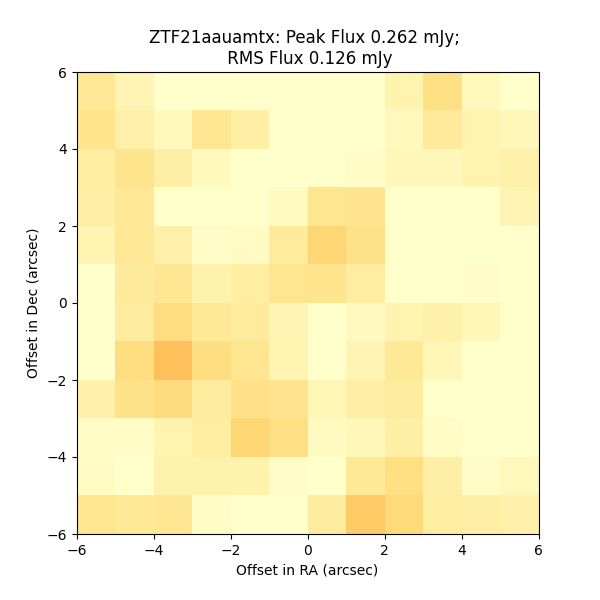 ZTF21aauamtx: Peak Flux 0.262 mJy;
RMS Flux 0.126 mJy
6
4
2
0
−2
−4
−6
Offset in Dec (arcsec)
−6 −4 −2 0 2 4 6
Offset in RA (arcsec)